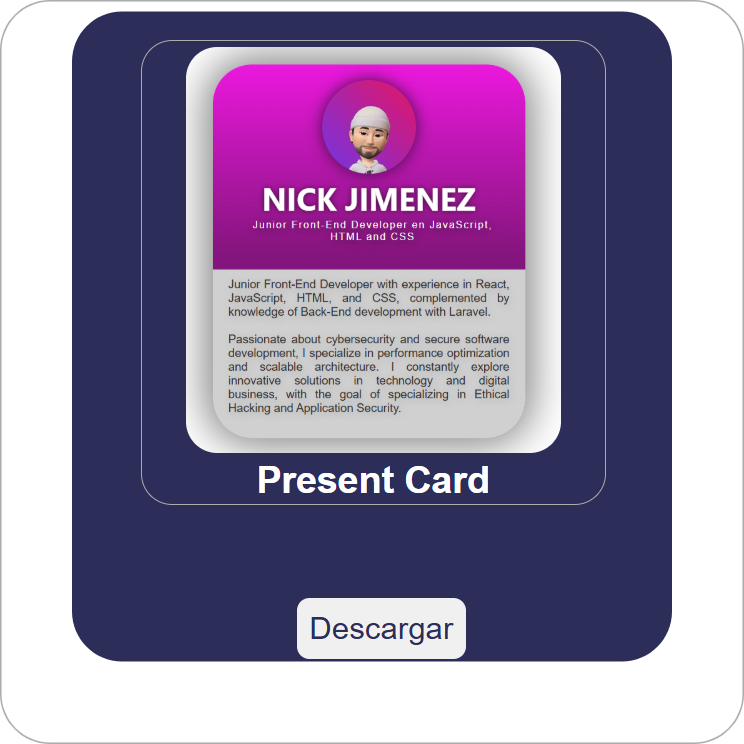 NICK JIMENEZ
Junior Front-End Developer en JavaScript,
HTML and CSS
Junior Front-End Developer with experience in React,
JavaScript, HTML, and CSS, complemented by
knowledge of Back-End development with Laravel.
Passionate about cybersecurity and secure software
development, I specialize in performance optimization
and scalable architecture. I constantly explore
innovative solutions in technology and digital
business, with the goal of specializing in Ethical
Hacking and Application Security.
Present Card
Descargar